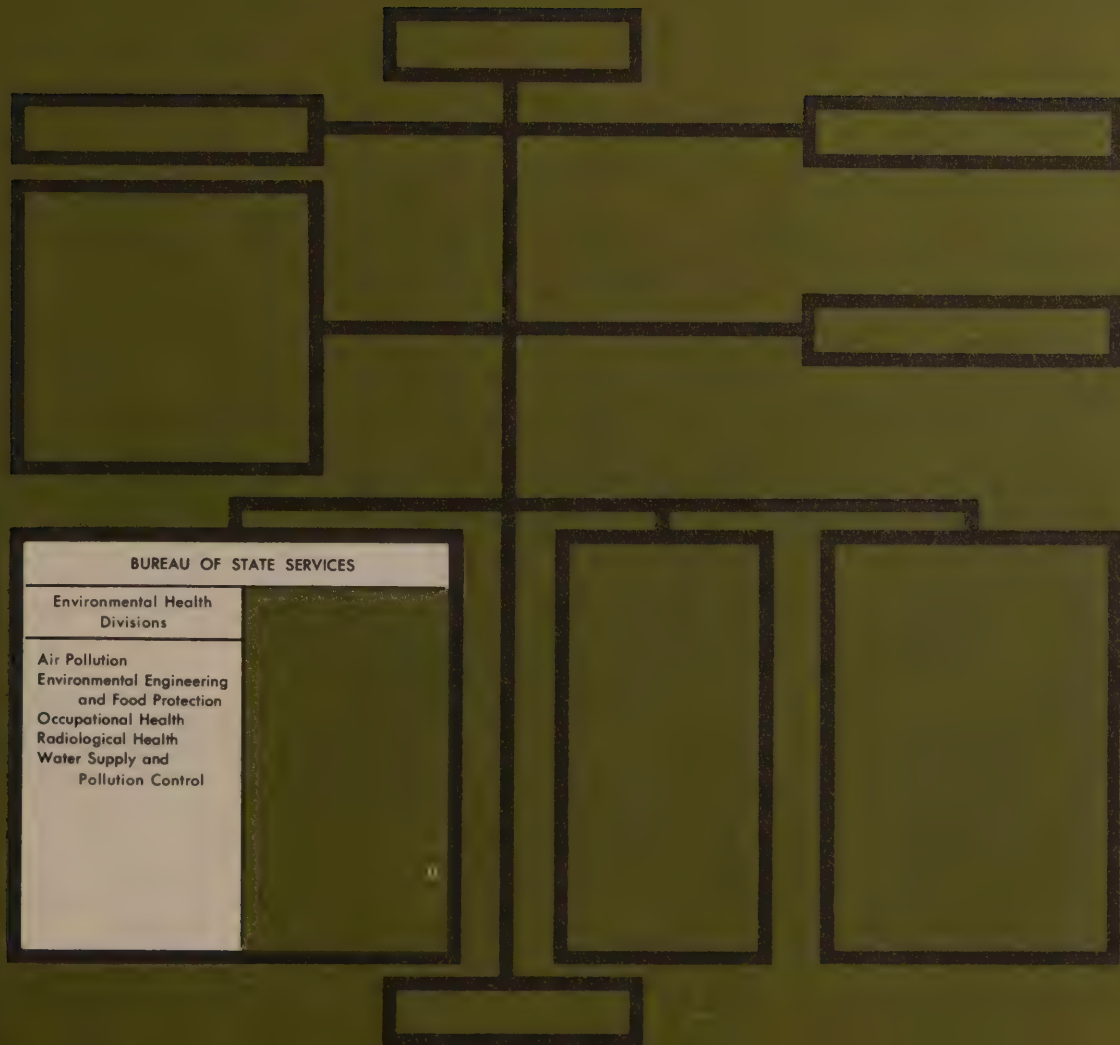 BUREAU OF STATE SERVICES
Environmental Health
Divisions
Air Pollution
Environmental Engineering
and Food Protection
Occupational Health
Radiological Health
Water Supply and
Pollution Control